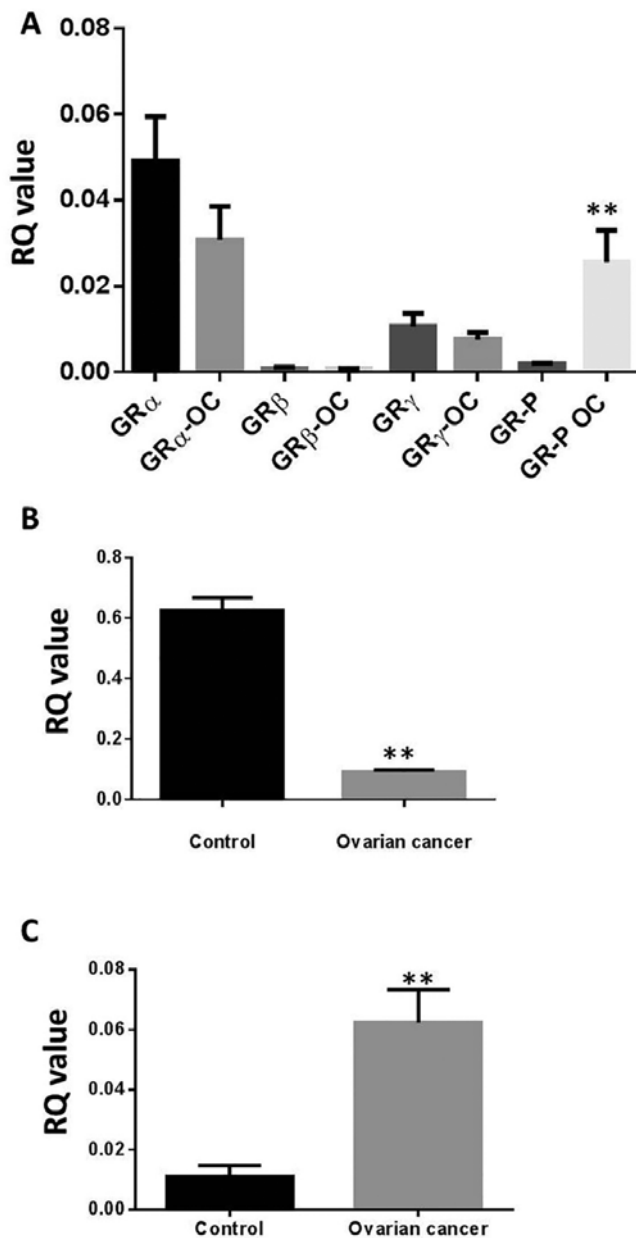 A
RQ value
0.08
0.06
0.04
0.02
0.00
**
GRα
GRα-OC
GRβ
GRβ-OC
GRγ
GRγ-OC
GR-P
GR-P OC
B
RQ value
0.8
0.6
0.4
0.2
0.0
**
Control
Ovarian cancer
C
RQ value
0.08
0.06
0.04
0.02
0.00
**
Control
Ovarian cancer